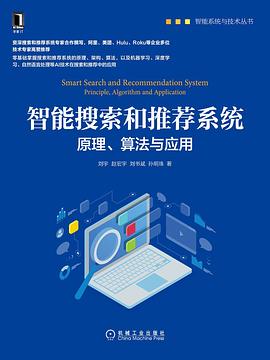 智能系统与技术丛书
资深搜索和推荐系统专家合作撰写，阿里、美团、Hulu、Roku等企业多位
技术专家高度推荐
零基础掌握搜索和推荐系统的原理、架构、算法，以及机器学习、深度学
习、自然语言处理等AI技术在搜索和推荐中的应用
Smart Search and Recommendation System
Principle, Algorithm and Application
智能搜索和推荐系统
原理、算法与应用
刘宇 赵宏宇 刘书斌 孙明珠 著
机械工业出版社
China Machine Press